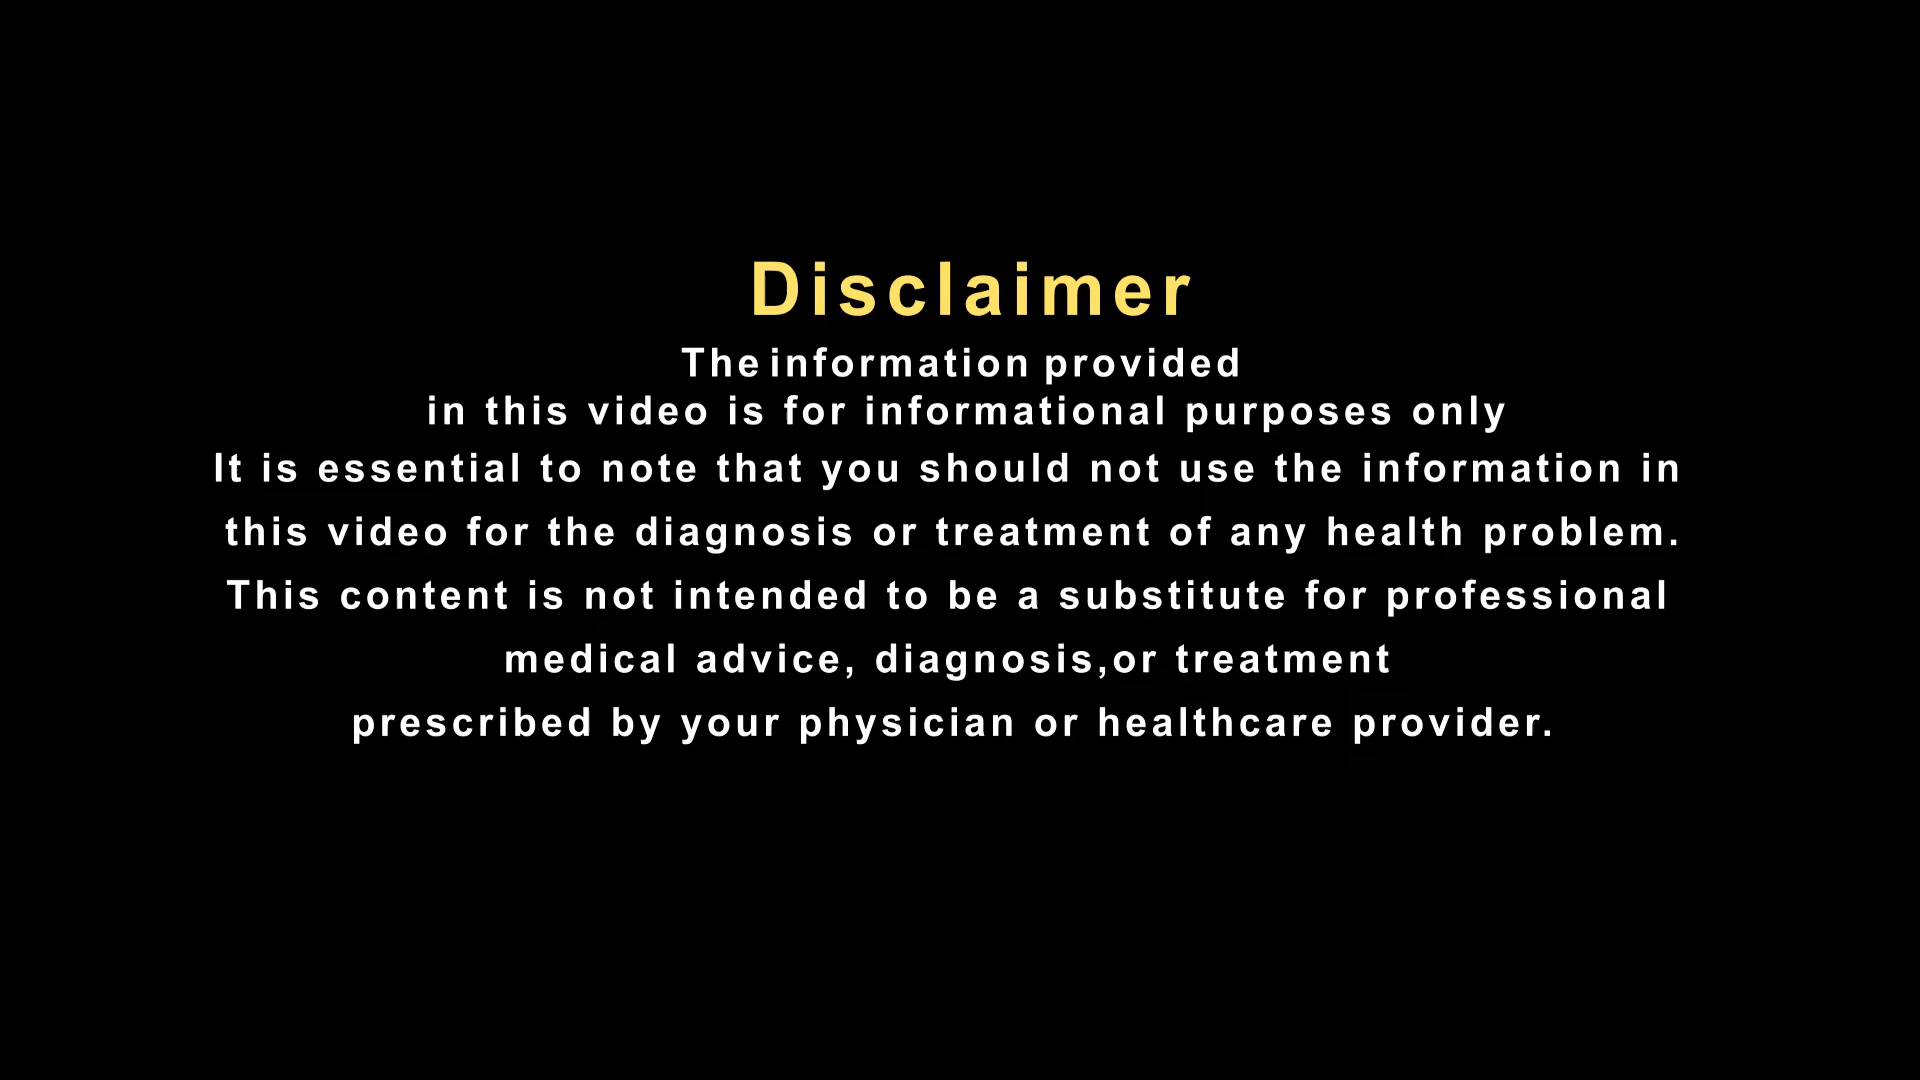 Disclaimer
The information provided
in this video is for informational purposes only
It is essential to note that you should not use the information in
this video for the diagnosis or treatment of any health problem.
This content is not intended to be a substitute for professional
medical advice, diagnosis,or treatment
prescribed by your physician or healthcare provider.